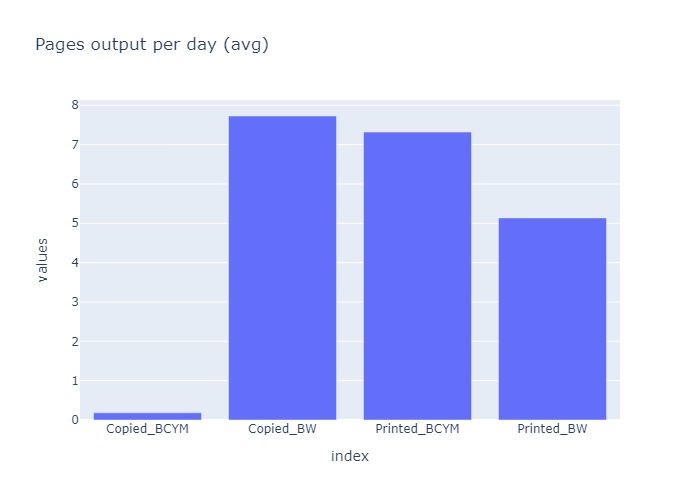 Pages output per day (avg)
8
7
6
5
4
3
2
1
0
values
Copied_BCYM Copied_BW Printed_BCYM Printed_BW
index